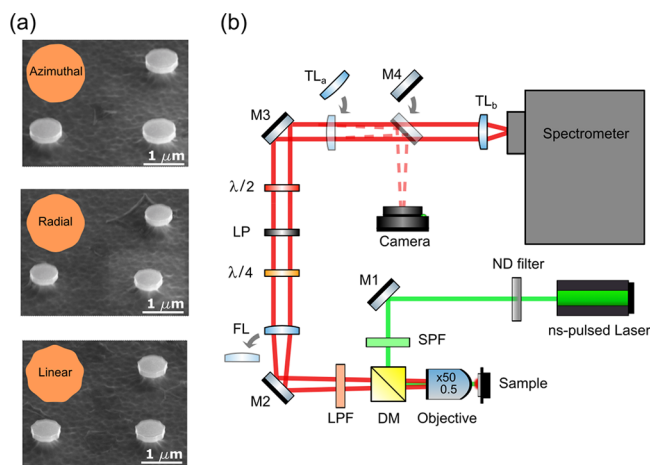 (a)
Azimuthal
1 μm
Radial
1 μm
Linear
1 μm
(b)
M4
TLa
TLb
M3
Spectrometer
λ/2
LP
Camera
ND filter
λ/4
M1
ns-pulsed Laser
FL
SPF
M2
x50
0.5
Sample
LPF
DM
Objective